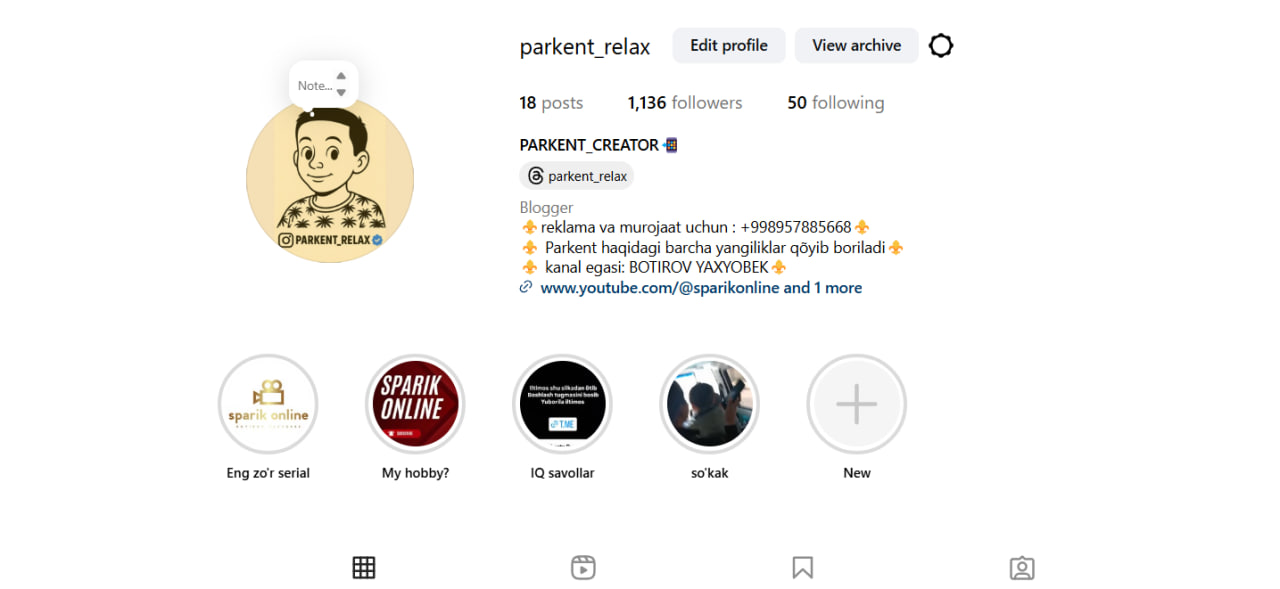 parkent_relax Edit profile View archive
Note...
18 posts 1,136 followers 50 following
PARKENT_CREATOR
parkent_relax
Blogger
⚜️reklama va murojaat uchun : +998957885668⚜️
⚜️ Parkent haqidagi barcha yangiliklar qōyib boriladi⚜️
⚜️ kanal egasi: BOTIROV YAXYOBEK⚜️
www.youtube.com/@sparikonline and 1 more
PARKENT_RELAX
sparik online
SPARIK
ONLINE
Iltimos shu silkadan Btib
Boshlash tugmasini bosib
Yuborila iltimos
T.ME
Eng zo'r serial
My hobby?
IQ savollar
so'kak
New